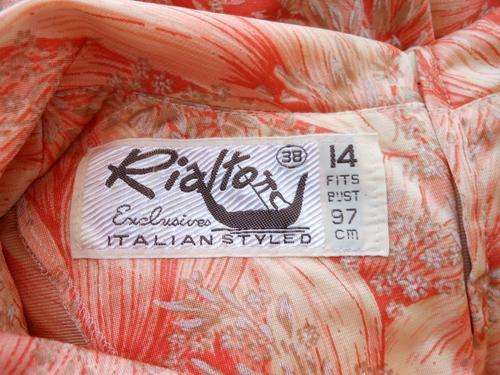 Rialto 38
Exclusives
ITALIAN STYLED
14
FITS
BUST
97
CM